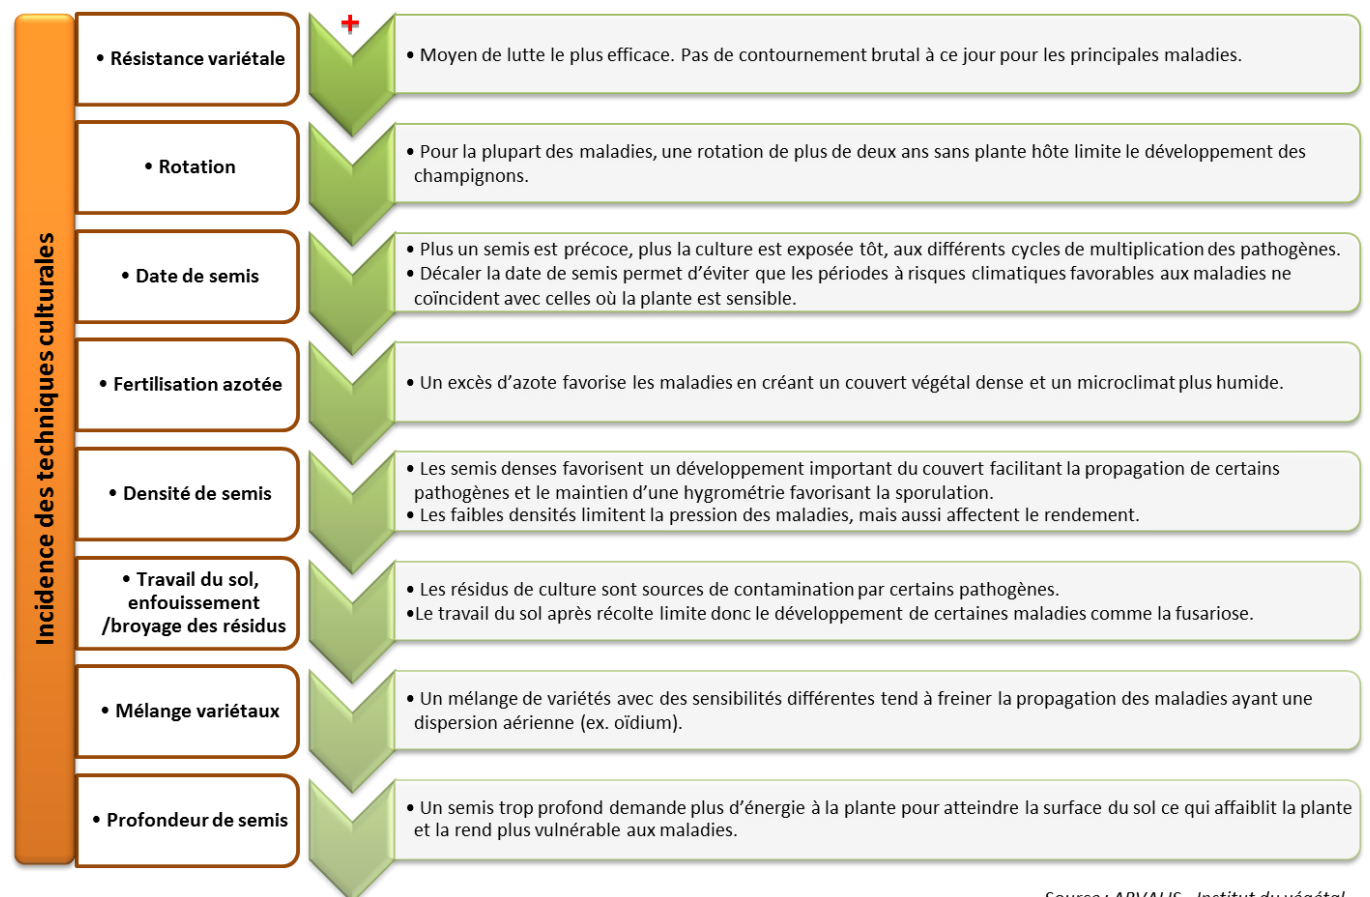 Incidence des techniques culturales
+
• Résistance variétale
• Moyen de lutte le plus efficace. Pas de contournement brutal à ce jour pour les principales maladies.
• Rotation
• Pour la plupart des maladies, une rotation de plus de deux ans sans plante hôte limite le développement des
champignons.
• Date de semis
• Plus un semis est précoce, plus la culture est exposée tôt, aux différents cycles de multiplication des pathogènes.
• Décaler la date de semis permet d'éviter que les périodes à risques climatiques favorables aux maladies ne
coïncident avec celles où la plante est sensible.
• Fertilisation azotée
• Un excès d'azote favorise les maladies en créant un couvert végétal dense et un microclimat plus humide.
• Densité de semis
• Les semis denses favorisent un développement important du couvert facilitant la propagation de certains
pathogènes et le maintien d'une hygrométrie favorisant la sporulation.
• Les faibles densités limitent la pression des maladies, mais aussi affectent le rendement.
• Travail du sol,
enfouissement
/broyage des résidus
• Les résidus de culture sont sources de contamination par certains pathogènes.
•Le travail du sol après récolte limite donc le développement de certaines maladies comme la fusariose.
• Mélange variétaux
• Un mélange de variétés avec des sensibilités différentes tend à freiner la propagation des maladies ayant une
dispersion aérienne (ex. oïdium).
• Profondeur de semis
• Un semis trop profond demande plus d'énergie à la plante pour atteindre la surface du sol ce qui affaiblit la plante
et la rend plus vulnérable aux maladies.
Source : ARVALIS - Institut du végétal